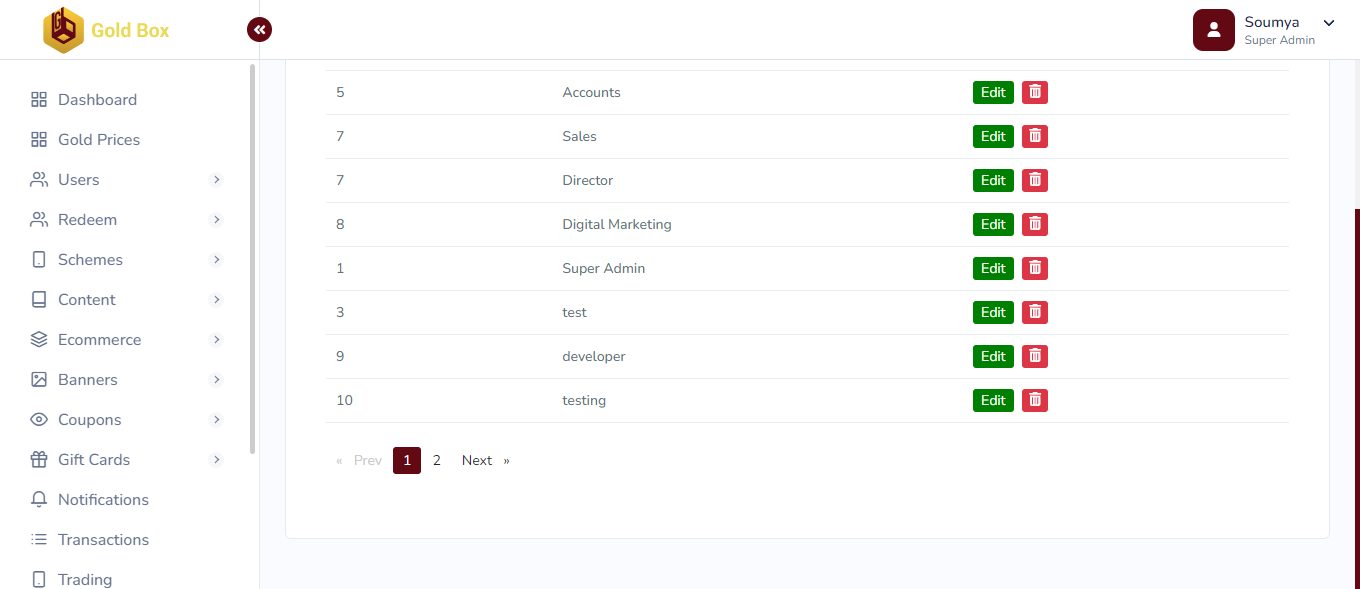 Gold Box
Soumya
Super Admin
Dashboard
Gold Prices
Users
Redeem
Schemes
Content
Ecommerce
Banners
Coupons
Gift Cards
Notifications
Transactions
Trading
5 Accounts Edit
7 Sales Edit
7 Director Edit
8 Digital Marketing Edit
1 Super Admin Edit
3 test Edit
9 developer Edit
10 testing Edit
« Prev 1 2 Next »